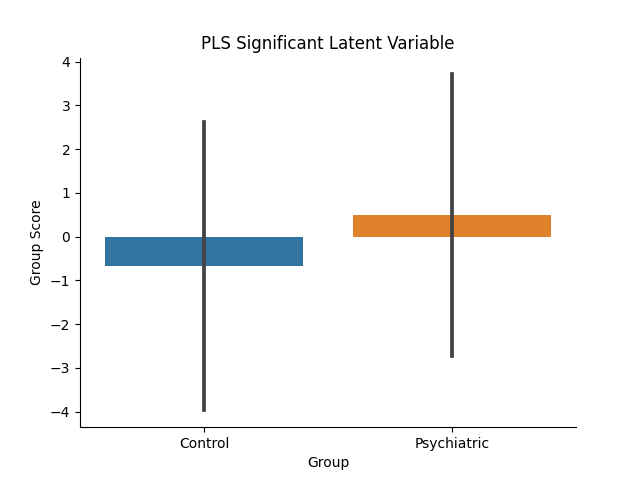 PLS Significant Latent Variable
4
3
2
1
0
−1
−2
−3
−4
Group Score
Control
Psychiatric
Group